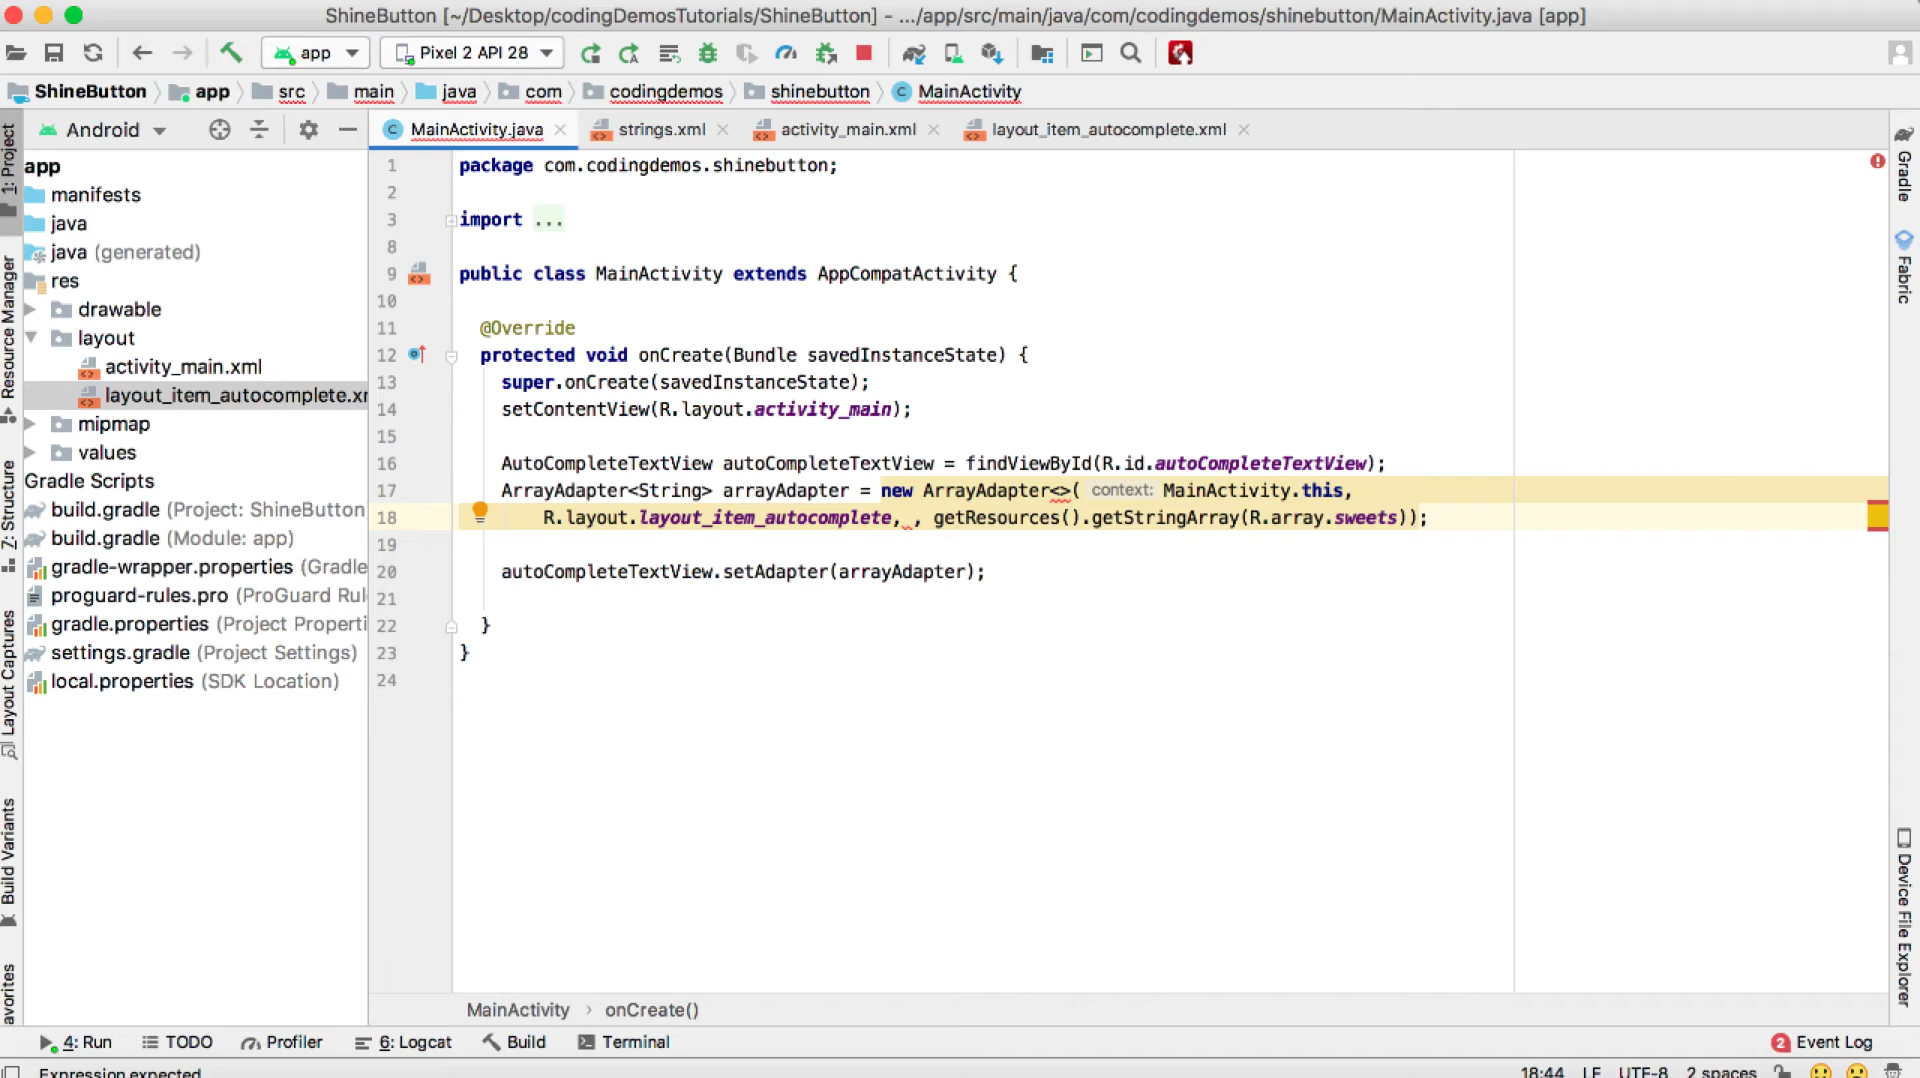 ShineButton [~/Desktop/codingDemosTutorials/ShineButton] - .../app/src/main/java/com/codingdemos/shinebutton/MainActivity.java [app]
app
Pixel 2 API 28
ShineButton
app
src
main
java
com
codingdemos
shinebutton
C MainActivity
Android
C MainActivity.java
strings.xml
activity_main.xml
layout_item_autocomplete.xml
1: Project
Resource Manager
Z: Structure
Layout Captures
Build Variants
avorites
app
manifests
java
java (generated)
res
drawable
layout
activity_main.xml
layout_item_autocomplete.xr
mipmap
values
Gradle Scripts
build.gradle (Project: ShineButton
build.gradle (Module: app)
gradle-wrapper.properties (Gradle
proguard-rules.pro (ProGuard Rul
gradle.properties (Project Properti
settings.gradle (Project Settings)
local.properties (SDK Location)
1 package com.codingdemos.shinebutton;
2
3 import ...
8
9 public class MainActivity extends AppCompatActivity {
10
11 @Override
12 protected void onCreate(Bundle savedInstanceState) {
13 super.onCreate(savedInstanceState);
14 setContentView(R.layout.activity_main);
15
16 AutoCompleteTextView autoCompleteTextView = findViewById(R.id.autoCompleteTextView);
17 ArrayAdapter<String> arrayAdapter = new ArrayAdapter<>( context: MainActivity.this,
18 R.layout.layout_item_autocomplete, , getResources().getStringArray(R.array.sweets));
19
20 autoCompleteTextView.setAdapter(arrayAdapter);
21
22 }
23 }
24
Gradle
Fabric
Device File Explorer
MainActivity › onCreate()
4: Run
TODO
Profiler
6: Logcat
Build
Terminal
2 Event Log
Expression expected
18:44 LF UTF-8 2 spaces